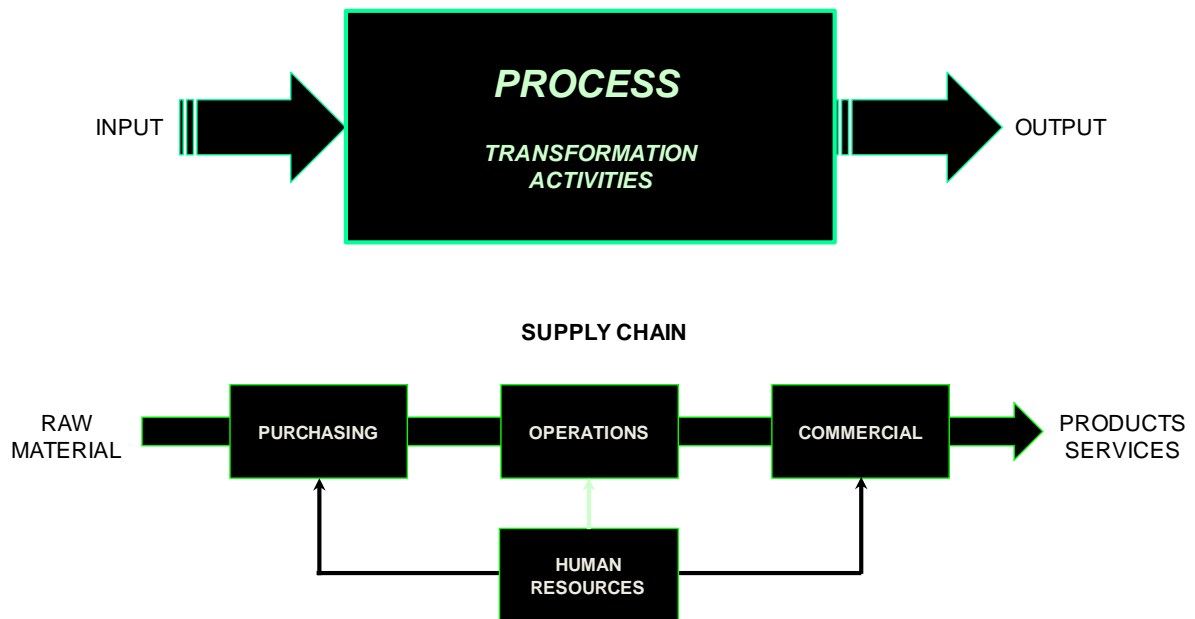 PROCESS
INPUT
OUTPUT
TRANSFORMATION
ACTIVITIES
SUPPLY CHAIN
RAW
MATERIAL
PURCHASING
OPERATIONS
COMMERCIAL
PRODUCTS
SERVICES
HUMAN
RESOURCES